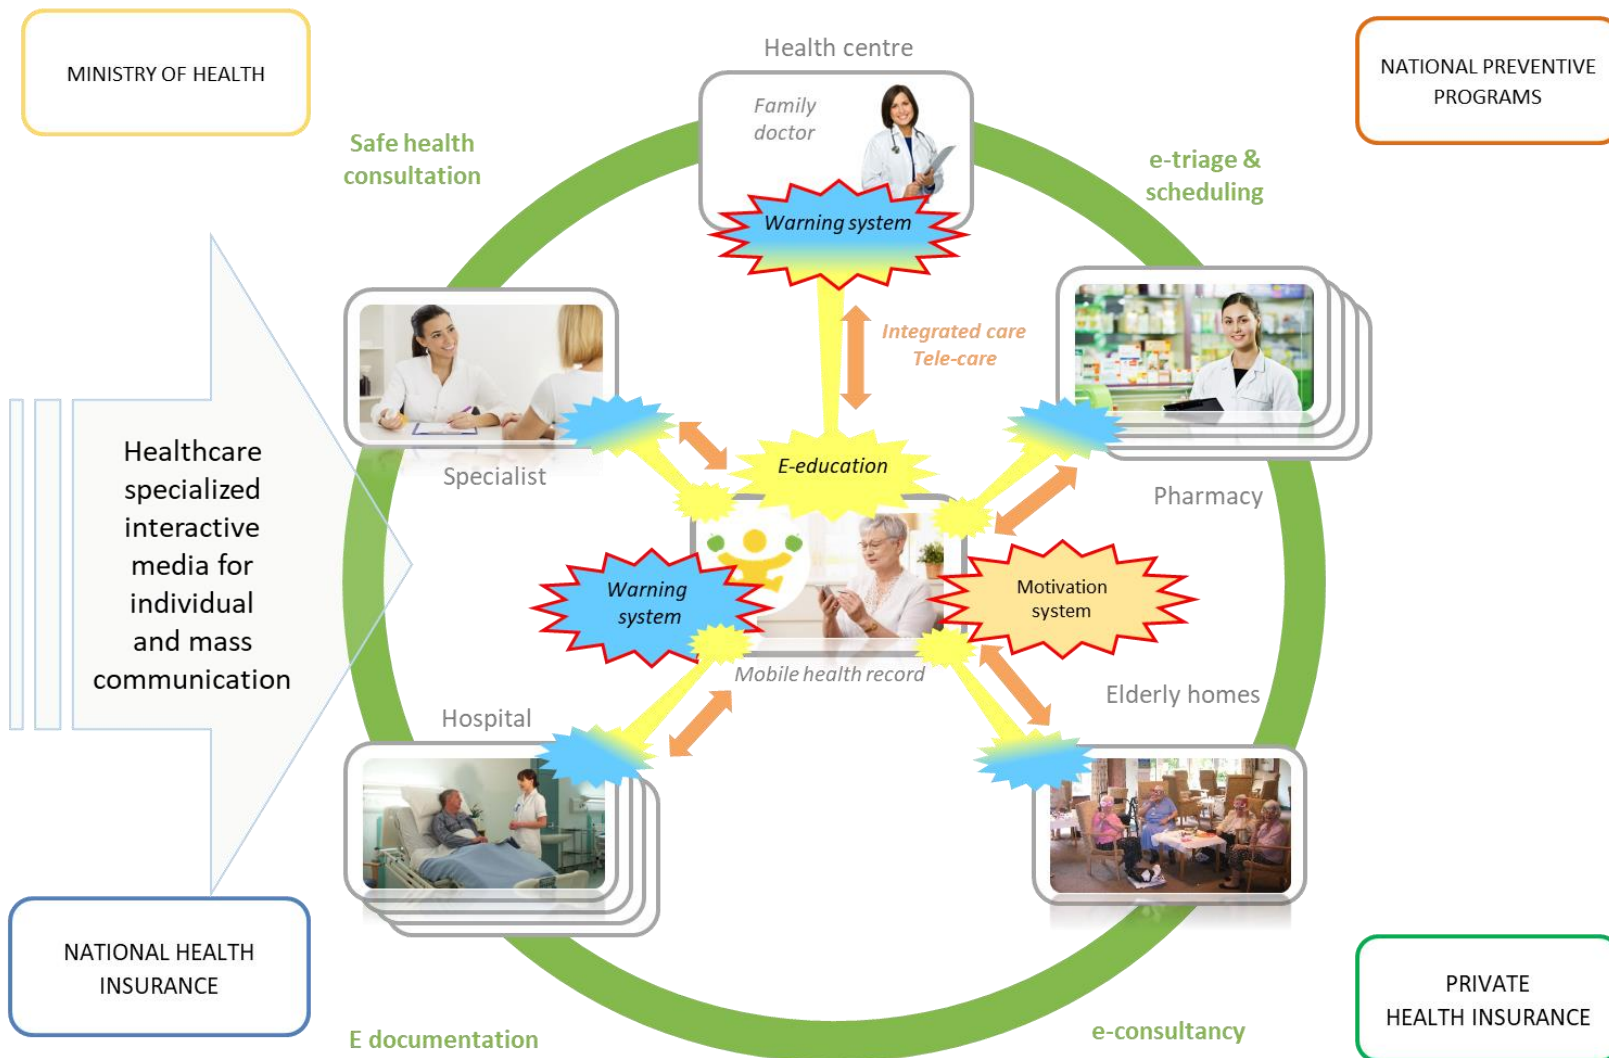 MINISTRY OF HEALTH
Health centre
NATIONAL PREVENTIVE
PROGRAMS
Family
doctor
Safe health
consultation
e-triage &
scheduling
Warning system
Integrated care
Tele-care
Healthcare
specialized
interactive
media for
individual
and mass
communication
Specialist
E-education
Pharmacy
Warning
system
Motivation
system
Mobile health record
Hospital
Elderly homes
NATIONAL HEALTH
INSURANCE
PRIVATE
HEALTH INSURANCE
E documentation
e-consultancy